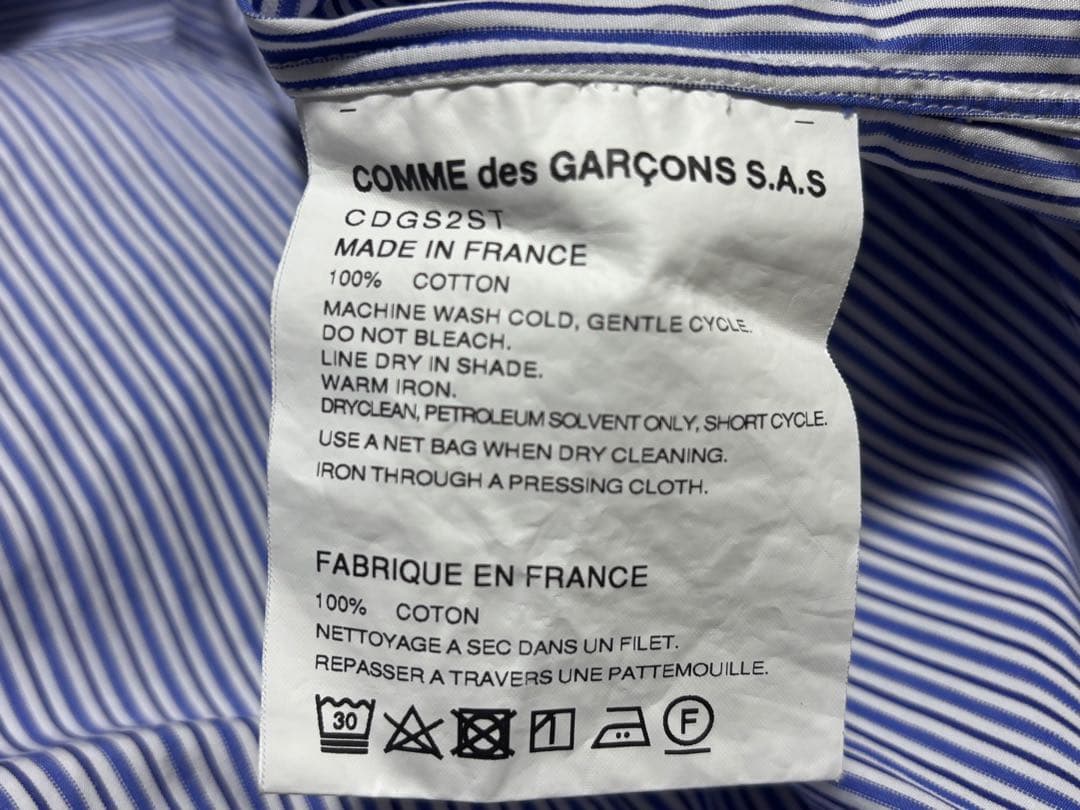 COMME des GARÇONS S.A.S
CDGS2ST
MADE IN FRANCE
100% COTTON
MACHINE WASH COLD, GENTLE CYCLE.
DO NOT BLEACH.
LINE DRY IN SHADE.
WARM IRON.
DRYCLEAN, PETROLEUM SOLVENT ONLY, SHORT CYCLE.
USE A NET BAG WHEN DRY CLEANING.
IRON THROUGH A PRESSING CLOTH.
FABRIQUE EN FRANCE
100% COTON
NETTOYAGE A SEC DANS UN FILET.
REPASSER A TRAVERS UNE PATTEMOUILLE.
30 F